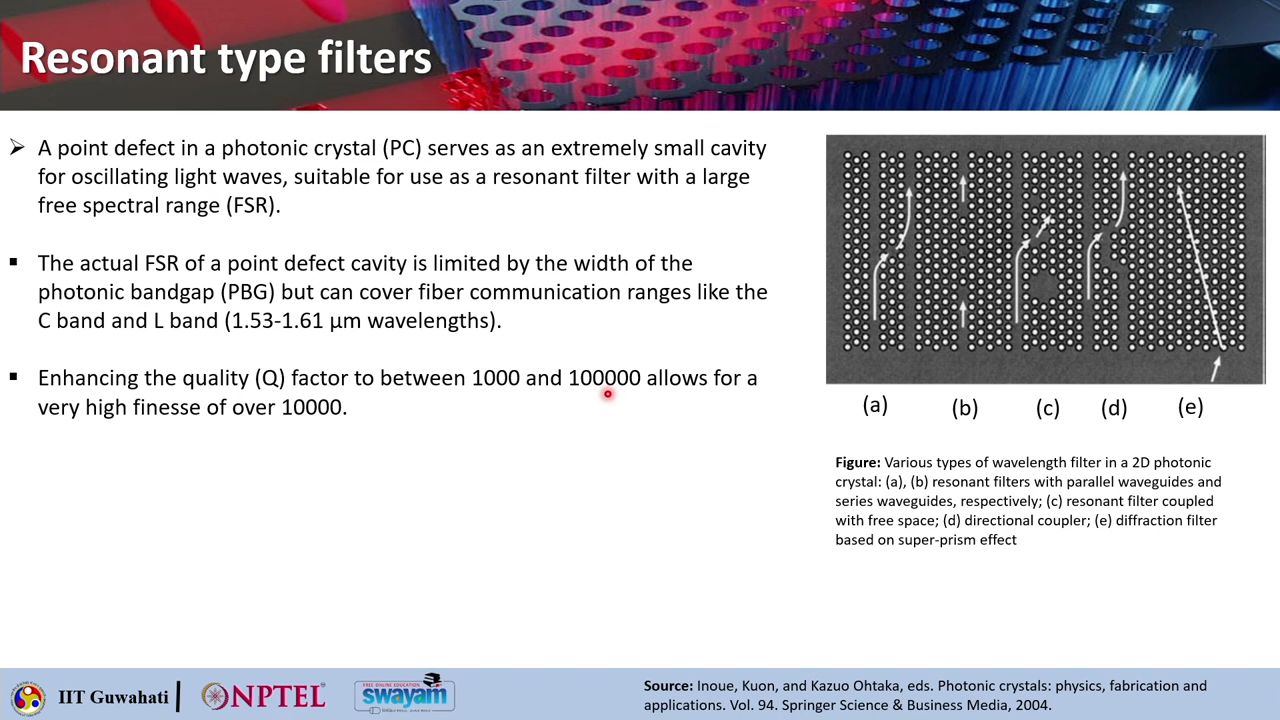 Resonant type filters
A point defect in a photonic crystal (PC) serves as an extremely small cavity
for oscillating light waves, suitable for use as a resonant filter with a large
free spectral range (FSR).
The actual FSR of a point defect cavity is limited by the width of the
photonic bandgap (PBG) but can cover fiber communication ranges like the
C band and L band (1.53-1.61 µm wavelengths).
Enhancing the quality (Q) factor to between 1000 and 100000 allows for a
very high finesse of over 10000.
(a) (b) (c) (d) (e)
Figure: Various types of wavelength filter in a 2D photonic
crystal: (a), (b) resonant filters with parallel waveguides and
series waveguides, respectively; (c) resonant filter coupled
with free space; (d) directional coupler; (e) diffraction filter
based on super-prism effect
IIT Guwahati
NPTEL
FREE ONLINE EDUCATION
swayam
Source: Inoue, Kuon, and Kazuo Ohtaka, eds. Photonic crystals: physics, fabrication and
applications. Vol. 94. Springer Science & Business Media, 2004.